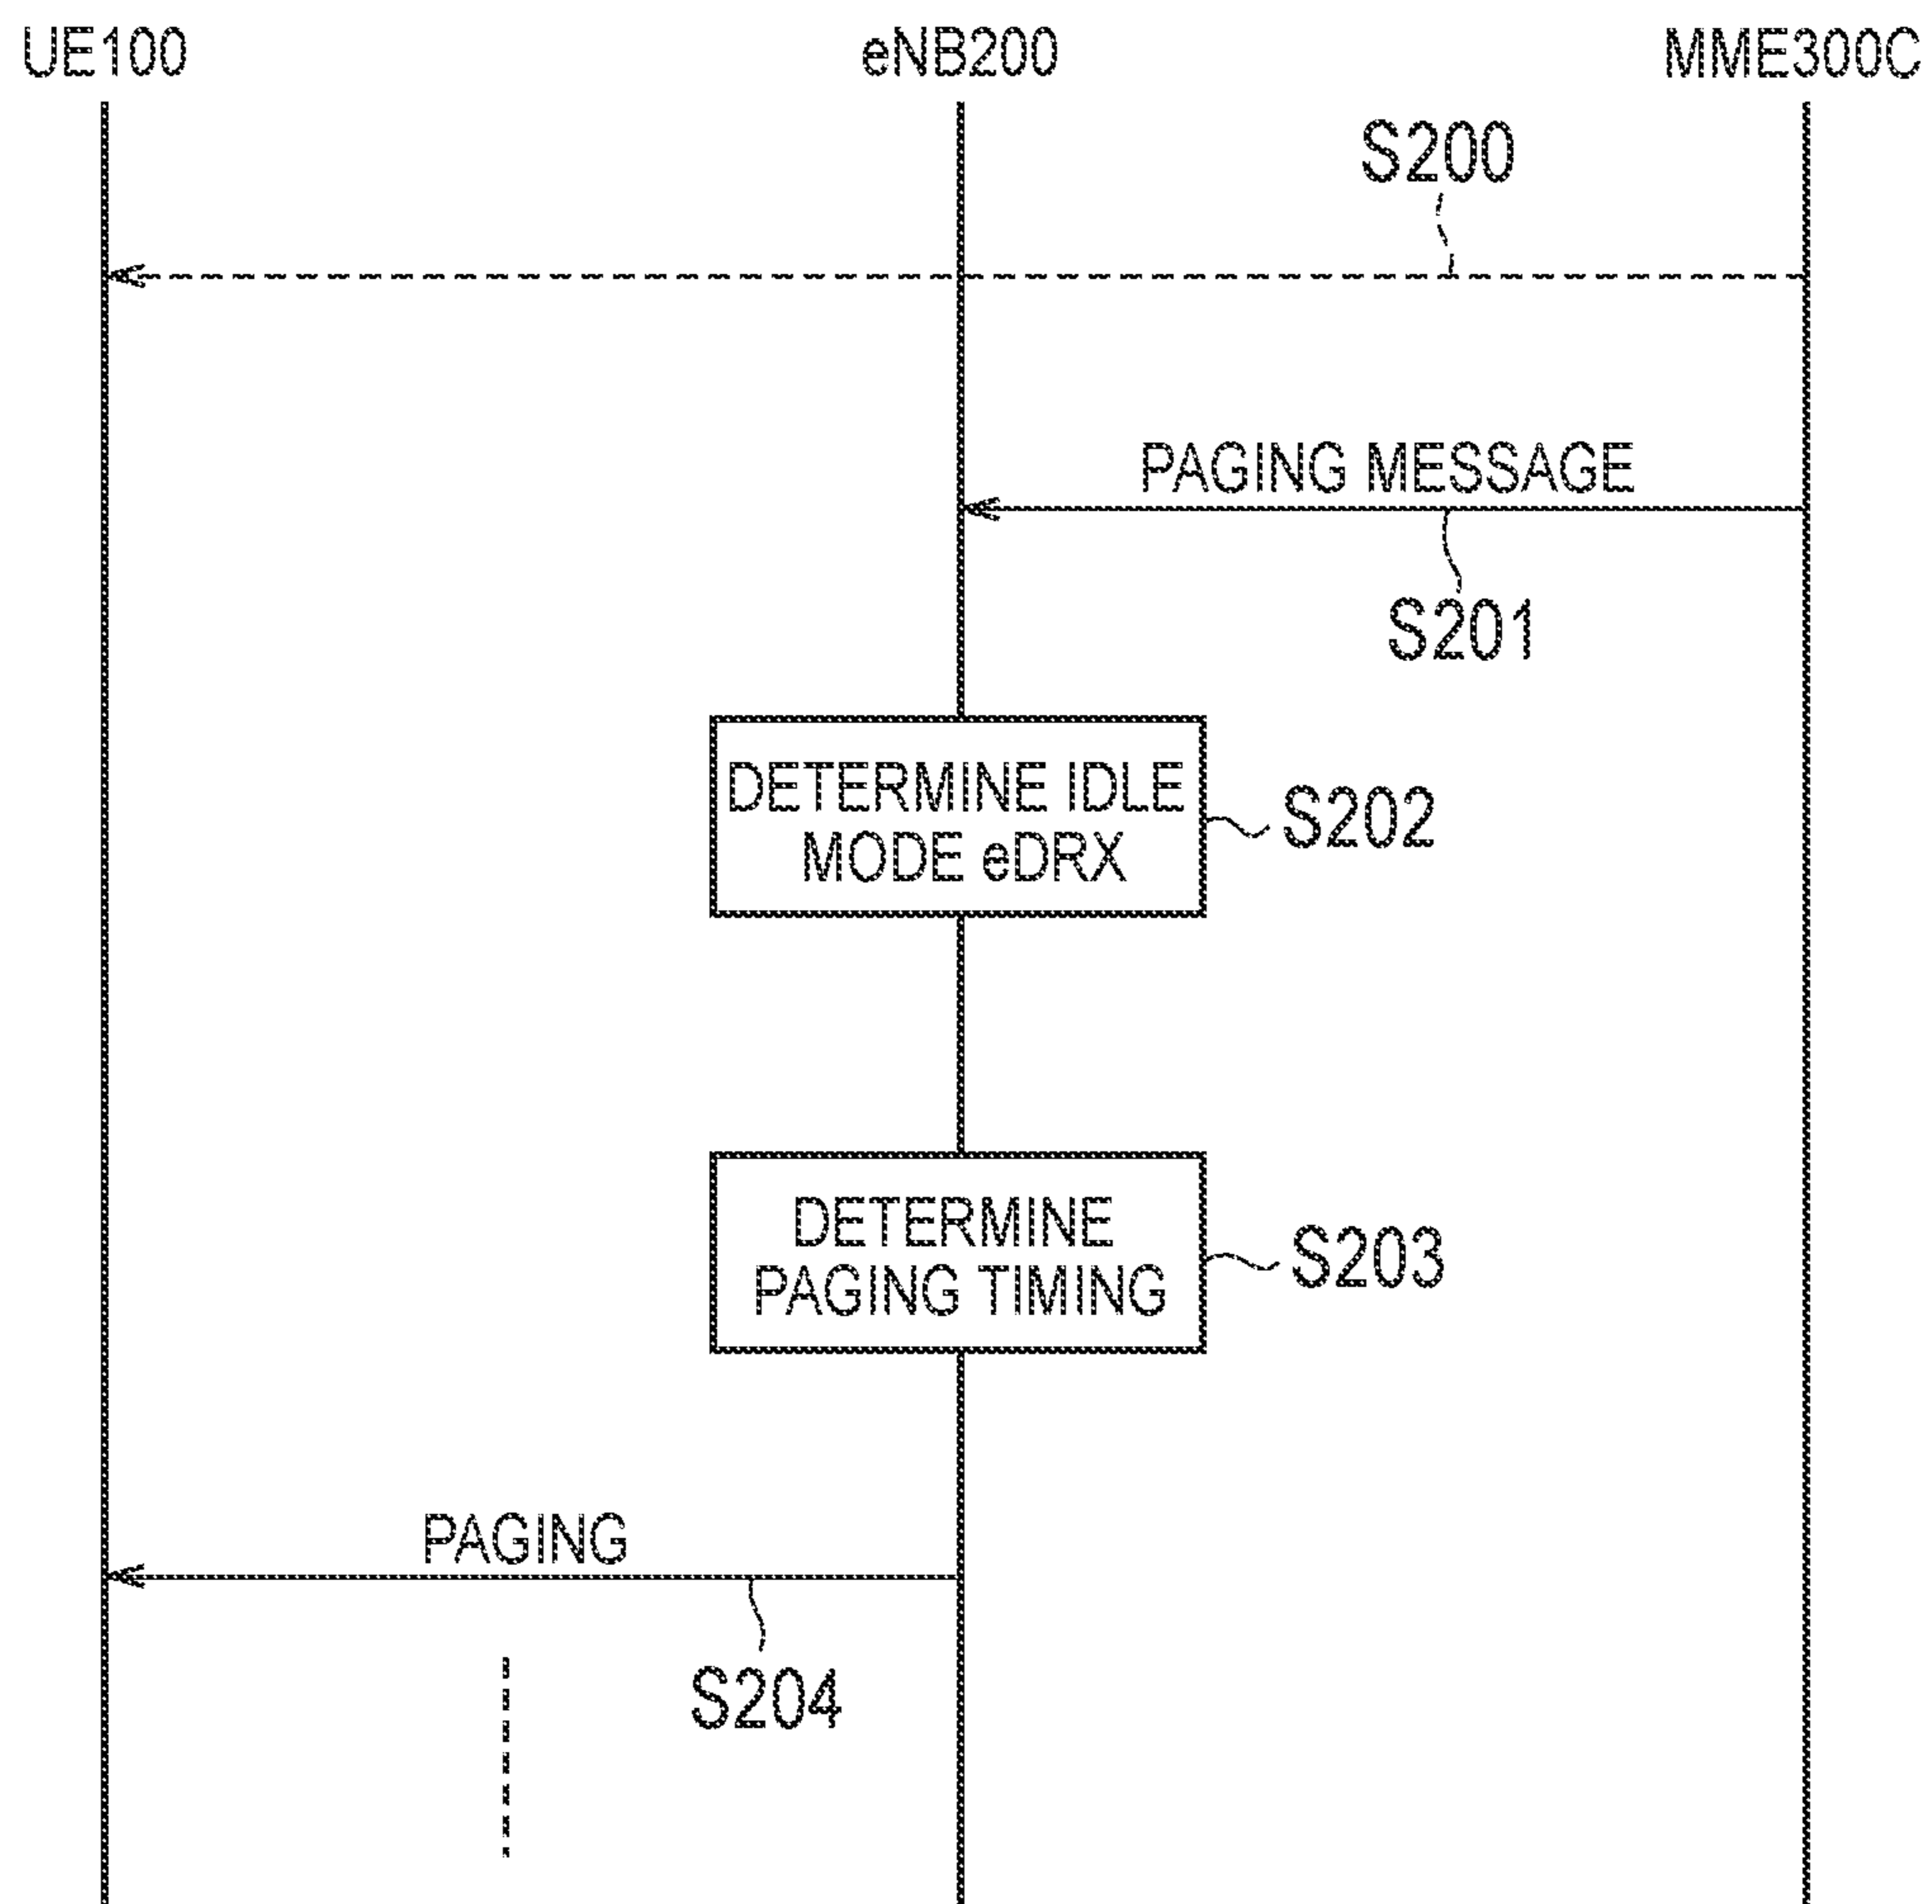 UE100 eNB200 MME300C
S200
PAGING MESSAGE
S201
DETERMINE IDLE
MODE eDRX
S202
DETERMINE
PAGING TIMING
S203
PAGING
S204